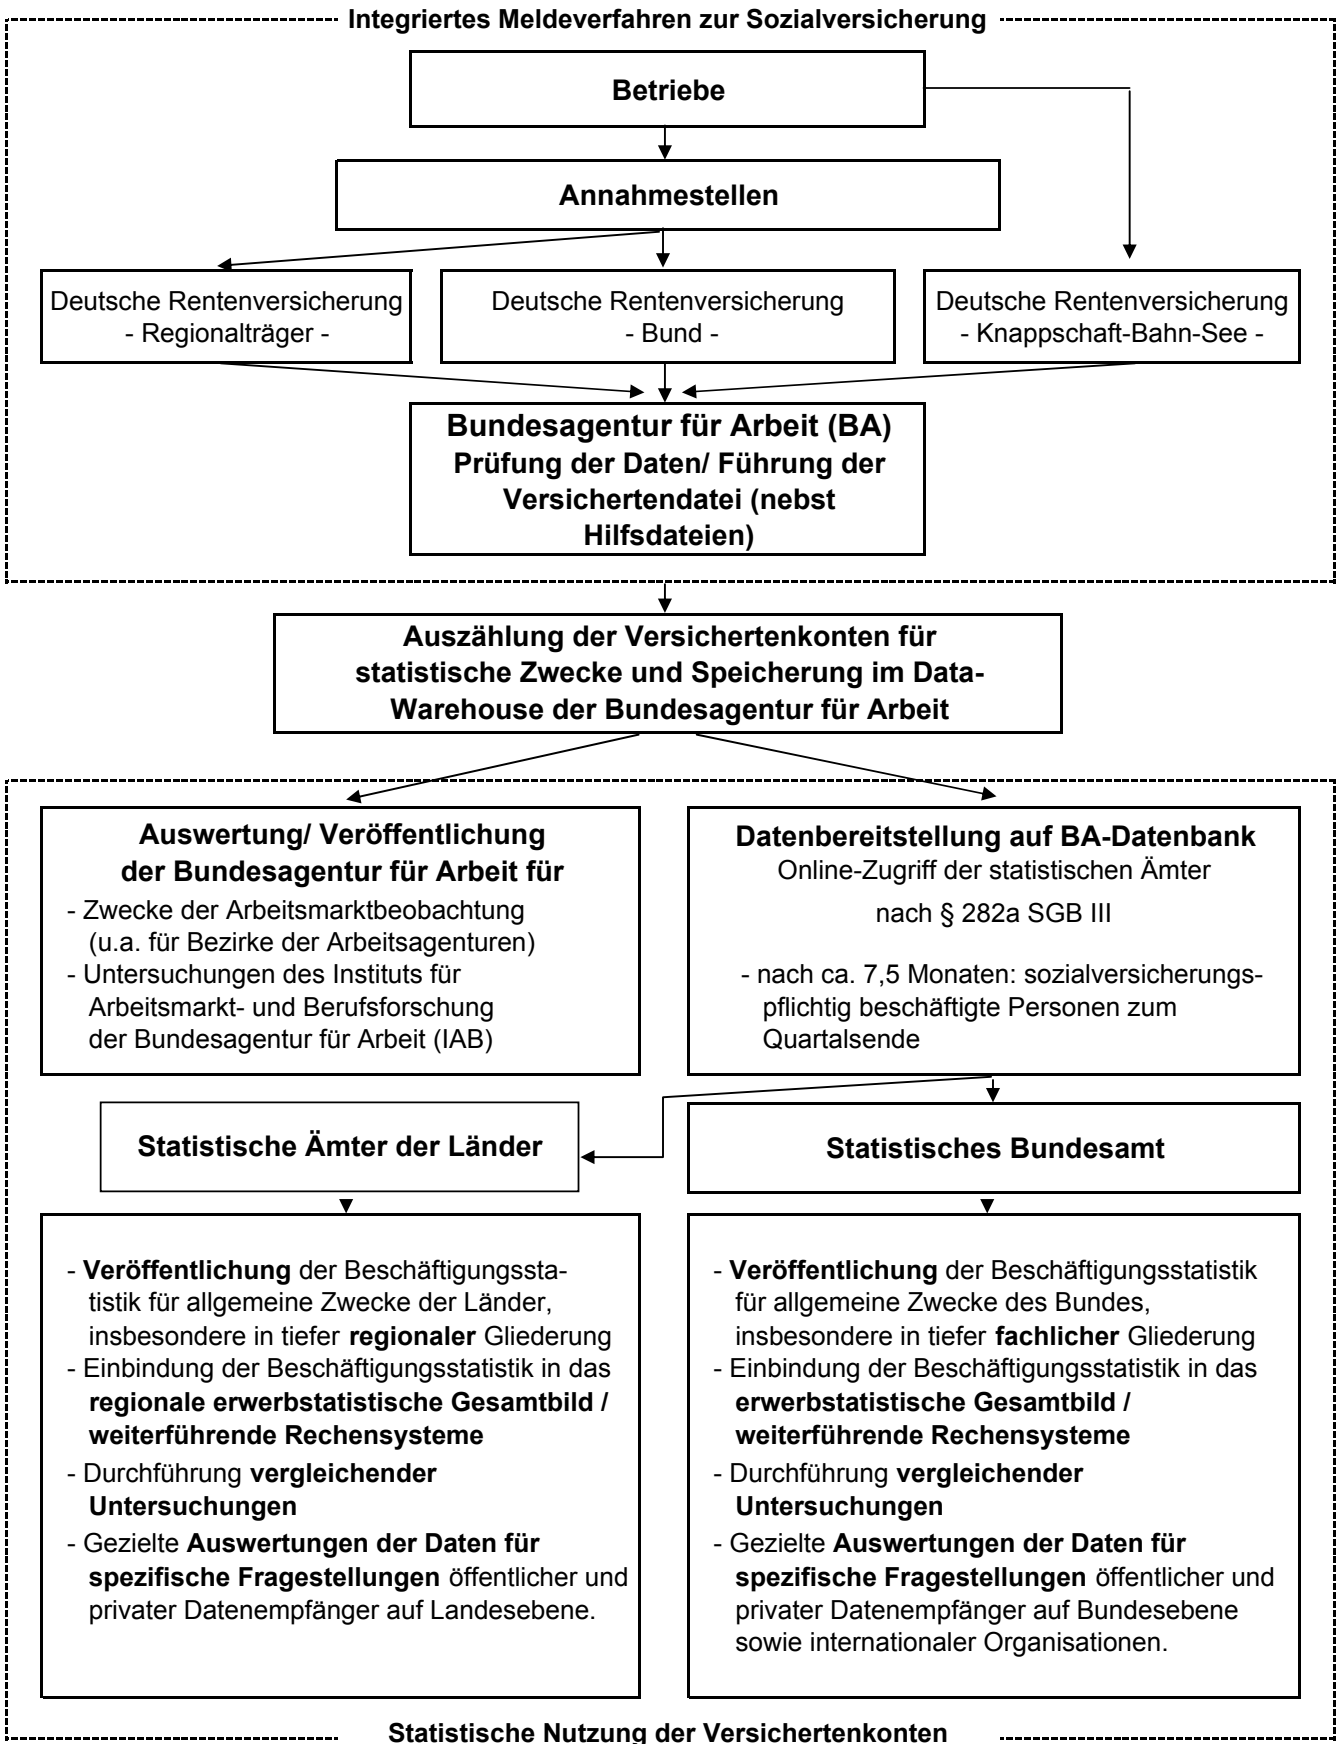 Integriertes Meldeverfahren zur Sozialversicherung
Betriebe
Annahmestellen
Deutsche Rentenversicherung
- Regionalträger -
Deutsche Rentenversicherung
- Bund -
Deutsche Rentenversicherung
- Knappschaft-Bahn-See -
Bundesagentur für Arbeit (BA)
Prüfung der Daten/ Führung der
Versichertendatei (nebst
Hilfsdateien)
Auszählung der Versichertenkonten für
statistische Zwecke und Speicherung im Data-
Warehouse der Bundesagentur für Arbeit
Auswertung/ Veröffentlichung
der Bundesagentur für Arbeit für
- Zwecke der Arbeitsmarktbeobachtung
(u.a. für Bezirke der Arbeitsagenturen)
- Untersuchungen des Instituts für
Arbeitsmarkt- und Berufsforschung
der Bundesagentur für Arbeit (IAB)
Datenbereitstellung auf BA-Datenbank
Online-Zugriff der statistischen Ämter
nach § 282a SGB III
- nach ca. 7,5 Monaten: sozialversicherungs-
pflichtig beschäftigte Personen zum
Quartalsende
Statistische Ämter der Länder
Statistisches Bundesamt
- Veröffentlichung der Beschäftigungssta-
tistik für allgemeine Zwecke der Länder,
insbesondere in tiefer regionaler Gliederung
- Einbindung der Beschäftigungsstatistik in das
regionale erwerbstatistische Gesamtbild /
weiterführende Rechensysteme
- Durchführung vergleichender
Untersuchungen
- Gezielte Auswertungen der Daten für
spezifische Fragestellungen öffentlicher und
privater Datenempfänger auf Landesebene.
- Veröffentlichung der Beschäftigungsstatistik
für allgemeine Zwecke des Bundes,
insbesondere in tiefer fachlicher Gliederung
- Einbindung der Beschäftigungsstatistik in das
erwerbstatistische Gesamtbild /
weiterführende Rechensysteme
- Durchführung vergleichender
Untersuchungen
- Gezielte Auswertungen der Daten für
spezifische Fragestellungen öffentlicher und
privater Datenempfänger auf Bundesebene
sowie internationaler Organisationen.
Statistische Nutzung der Versichertenkonten